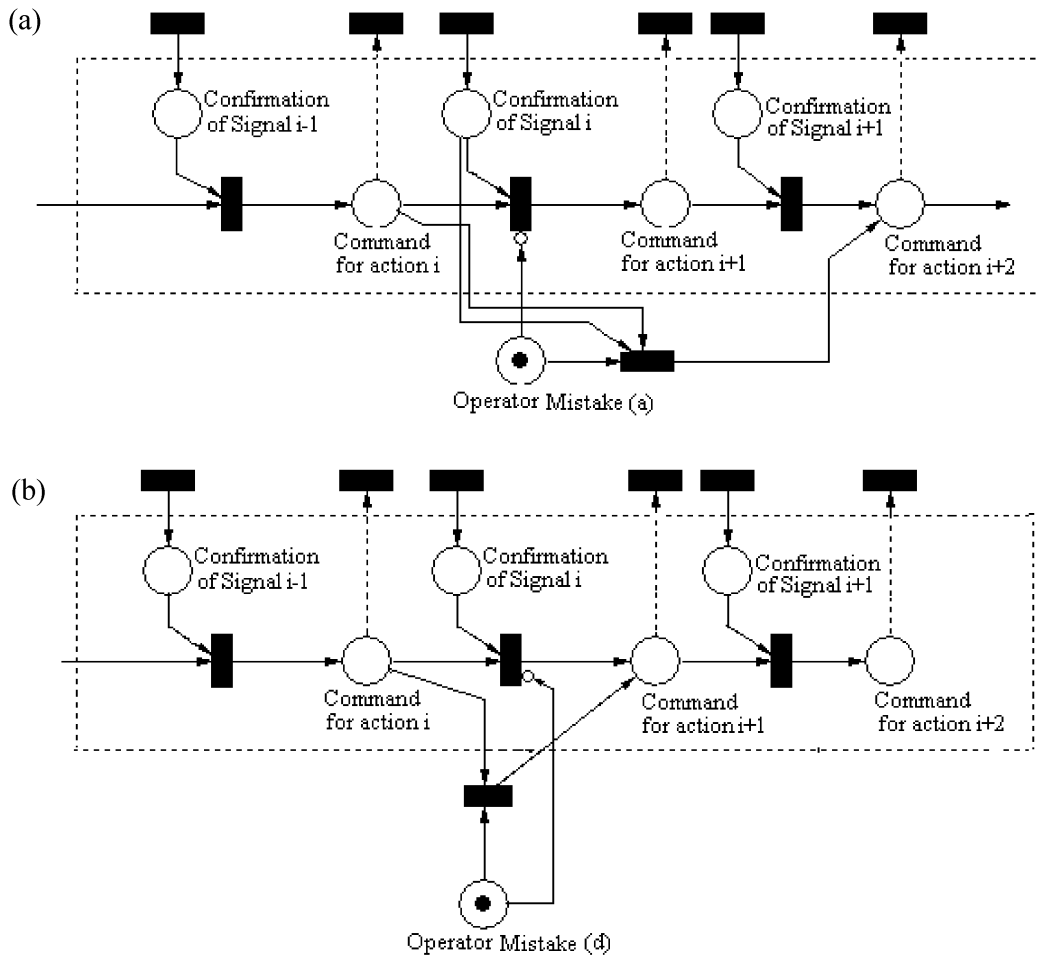 (a)
Confirmation
of Signal i-1
Confirmation
of Signal i
Confirmation
of Signal i+1
Command
for action i
Command
for action i+1
Command
for action i+2
Operator Mistake (a)
(b)
Confirmation
of Signal i-1
Confirmation
of Signal i
Confirmation
of Signal i+1
Command
for action i
Command
for action i+1
Command
for action i+2
Operator Mistake (d)